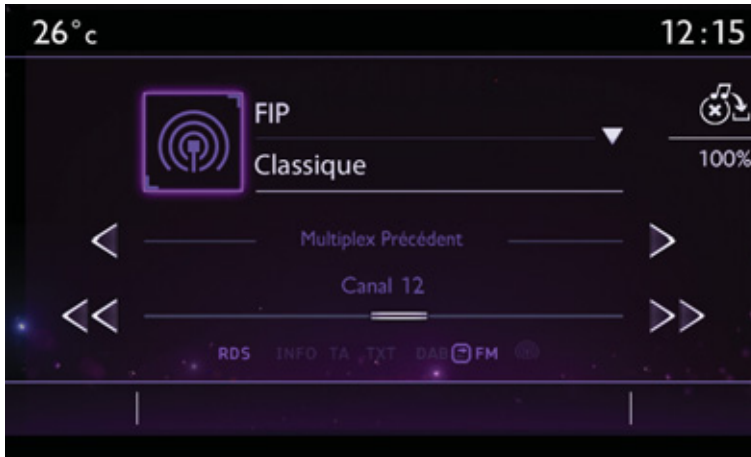 26°c 12:15
FIP
Classique
100%
Multiplex Précédent
Canal 12
RDS INFO TA TXT DAB FM